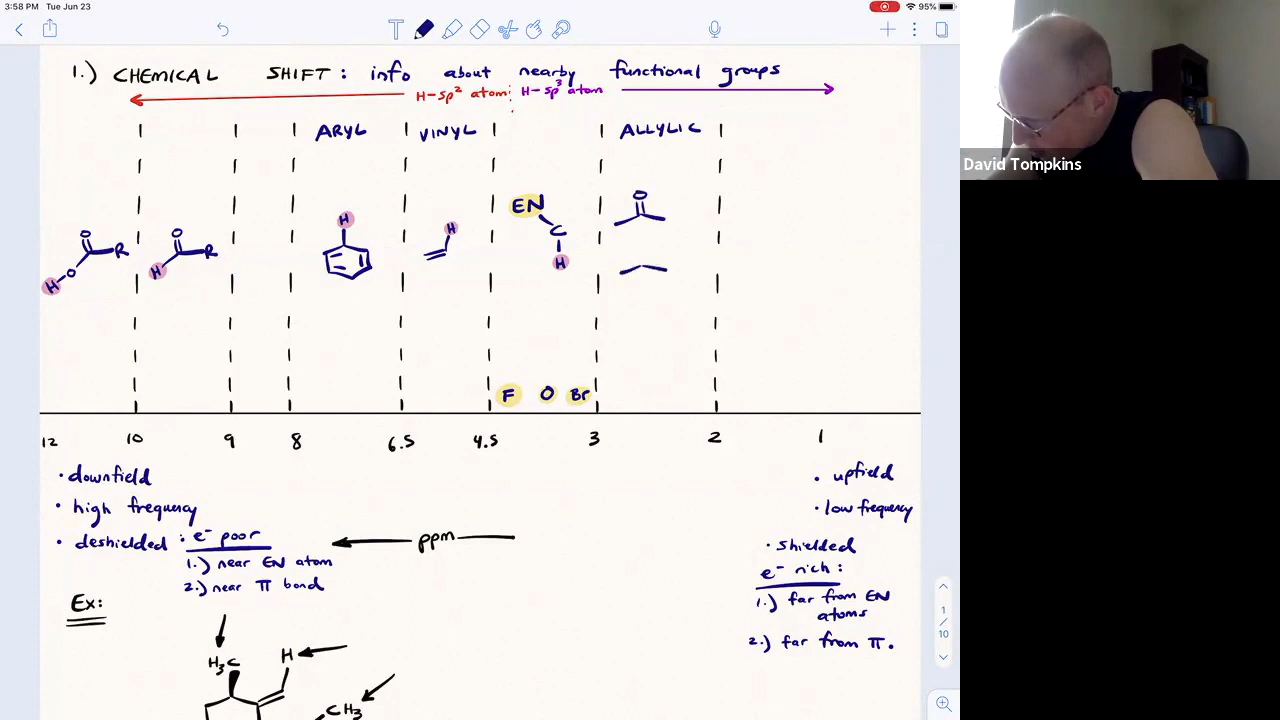 3:58 PM Tue Jun 23
95%
1.) CHEMICAL SHIFT: info about nearby functional groups
H-sp² atom
H-sp³ atom
ARYL VINYL ALLYLIC
H
H
EN
C
H
O
O
R
O
H
O
R
H
O
F O Br
12 10 9 8 6.5 4.5 3 2 1
• downfield
• high frequency
• deshielded : e⁻ poor
1.) near EN atom
2.) near π bond
ppm
• upfield
• low frequency
• shielded
e⁻ rich:
1.) far from EN atoms
2.) far from π.
Ex:
H₃C
H
CH₃
1
/
10
David Tompkins